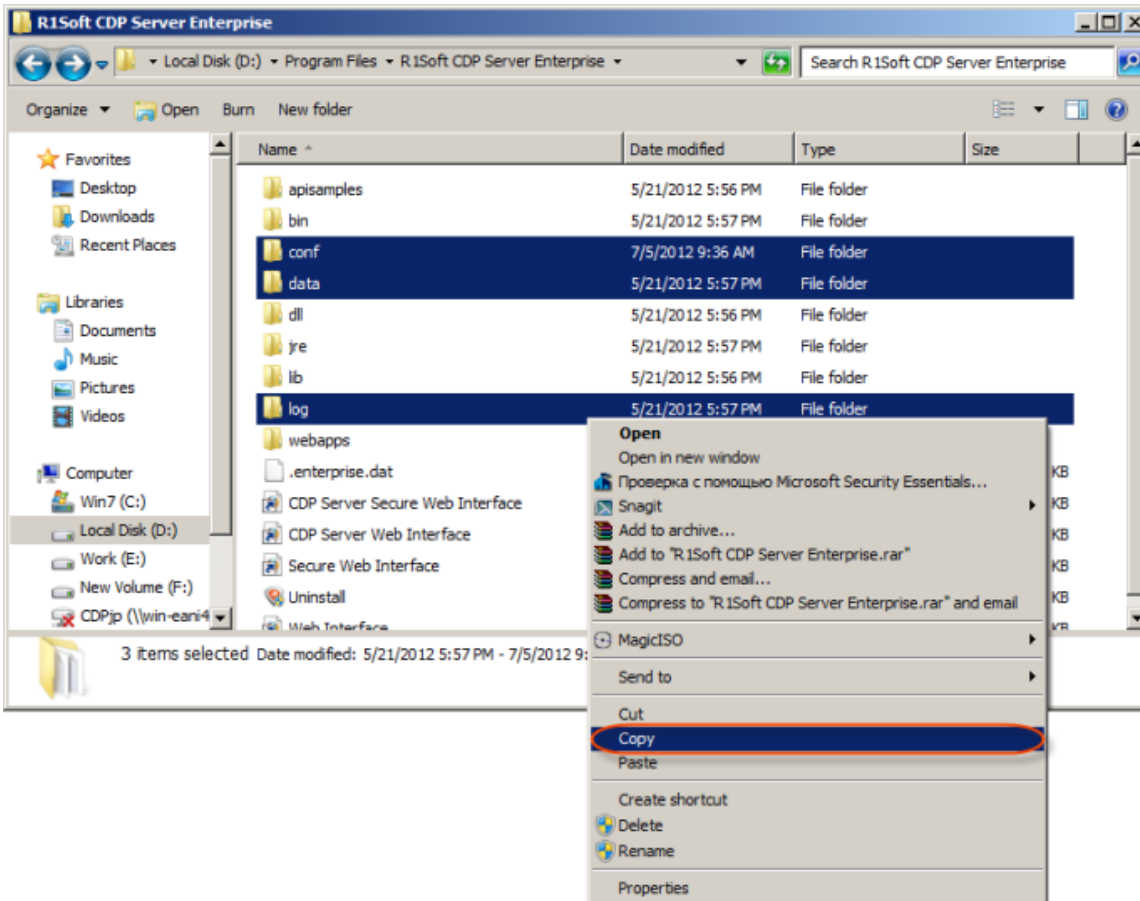 R1Soft CDP Server Enterprise
Local Disk (D:) Program Files R1Soft CDP Server Enterprise Search R1Soft CDP Server Enterprise
Organize Open Burn New folder
Name Date modified Type Size
Favorites
Desktop
Downloads
Recent Places
Libraries
Documents
Music
Pictures
Videos
Computer
Win7 (C:)
Local Disk (D:)
Work (E:)
New Volume (F:)
CDPjp (\\win-eani4
apisamples 5/21/2012 5:56 PM File folder
bin 5/21/2012 5:57 PM File folder
conf 7/5/2012 9:36 AM File folder
data 5/21/2012 5:57 PM File folder
dll 5/21/2012 5:56 PM File folder
jre 5/21/2012 5:57 PM File folder
lib 5/21/2012 5:56 PM File folder
log 5/21/2012 5:57 PM File folder
webapps
.enterprise.dat KB
CDP Server Secure Web Interface KB
CDP Server Web Interface
Secure Web Interface KB
Uninstall KB
Web Interface KB
3 items selected Date modified: 5/21/2012 5:57 PM - 7/5/2012 9:
Open
Open in new window
Проверка с помощью Microsoft Security Essentials...
Snagit
Add to archive...
Add to "R1Soft CDP Server Enterprise.rar"
Compress and email...
Compress to "R1Soft CDP Server Enterprise.rar" and email
MagicISO
Send to
Cut
Copy
Paste
Create shortcut
Delete
Rename
Properties